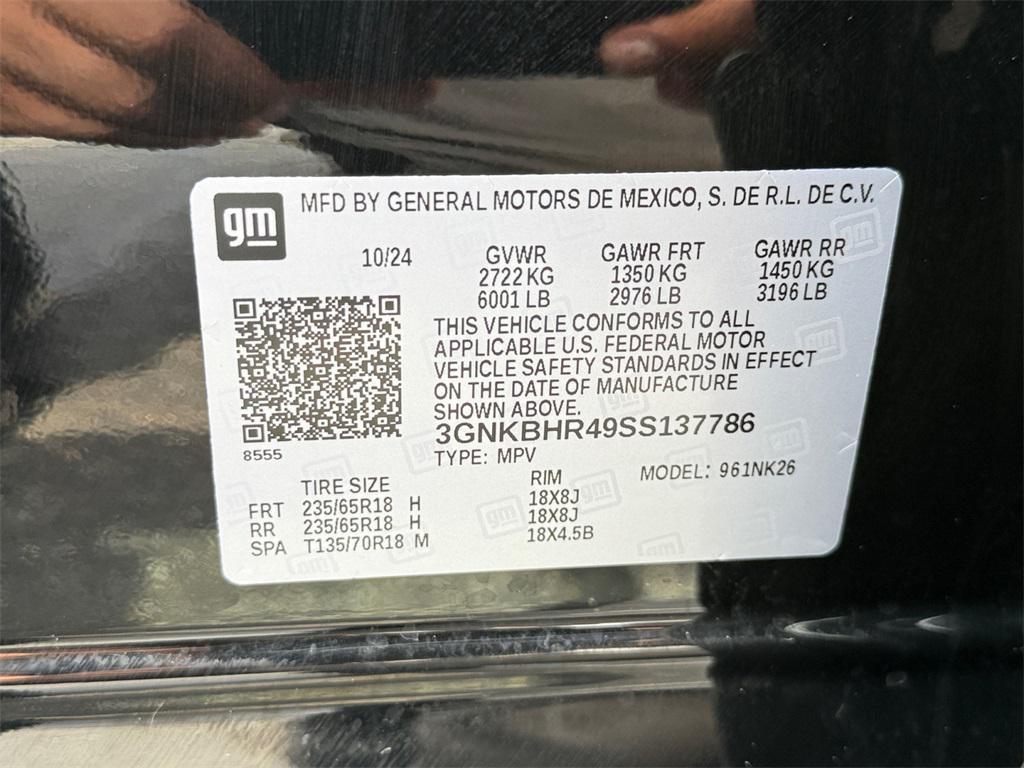 gm MFD BY GENERAL MOTORS DE MEXICO, S. DE R.L. DE C.V.
10/24 GVWR GAWR FRT GAWR RR
2722 KG 1350 KG 1450 KG
6001 LB 2976 LB 3196 LB
THIS VEHICLE CONFORMS TO ALL
APPLICABLE U.S. FEDERAL MOTOR
VEHICLE SAFETY STANDARDS IN EFFECT
ON THE DATE OF MANUFACTURE
SHOWN ABOVE.
3GNKBHR49SS137786
8555 TYPE: MPV
TIRE SIZE RIM MODEL: 961NK26
FRT 235/65R18 H 18X8J
RR 235/65R18 H 18X8J
SPA T135/70R18 M 18X4.5B